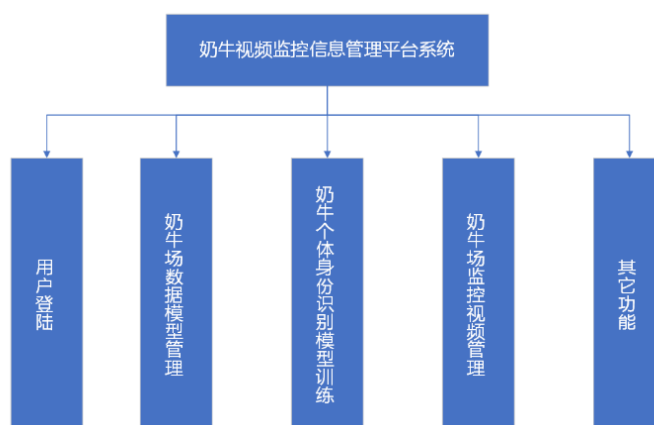 奶牛视频监控信息管理平台系统
用户登陆
奶牛场数据模型管理
奶牛个体身份识别模型训练
奶牛场监控视频管理
其它功能